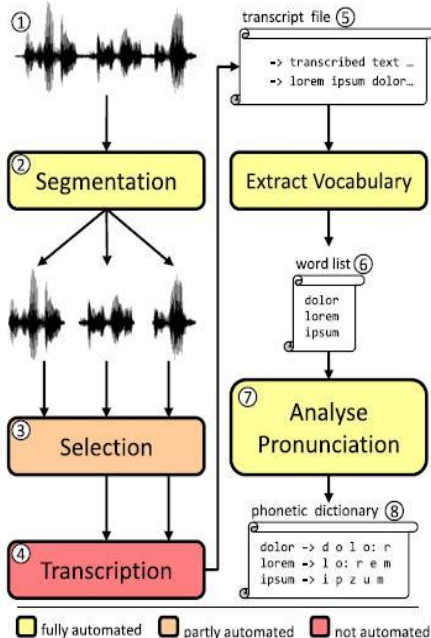 ①
② Segmentation
③ Selection
④ Transcription
transcript file ⑤
-> transcribed text …
-> lorem ipsum dolor…
Extract Vocabulary
word list ⑥
dolor
lorem
ipsum
⑦ Analyse
Pronunciation
phonetic dictionary ⑧
dolor -> d o l o: r
lorem -> l o: r e m
ipsum -> i p z u m
fully automated
partly automated
not automated